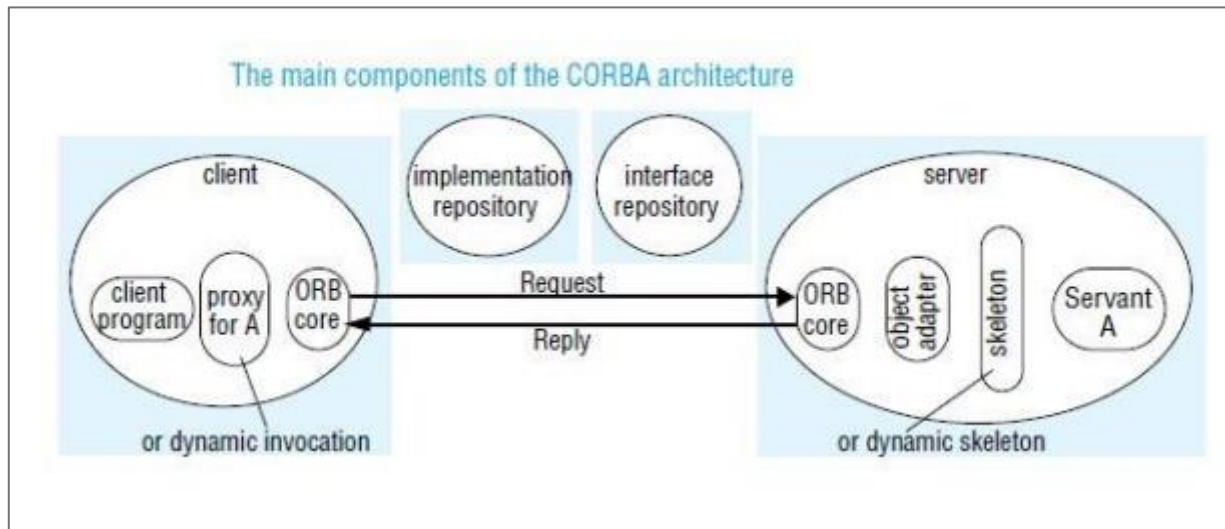 The main components of the CORBA architecture
client
implementation
repository
interface
repository
server
client
program
proxy
for A
ORB
core
Request
Reply
ORB
core
object
adapter
skeleton
Servant
A
or dynamic invocation
or dynamic skeleton